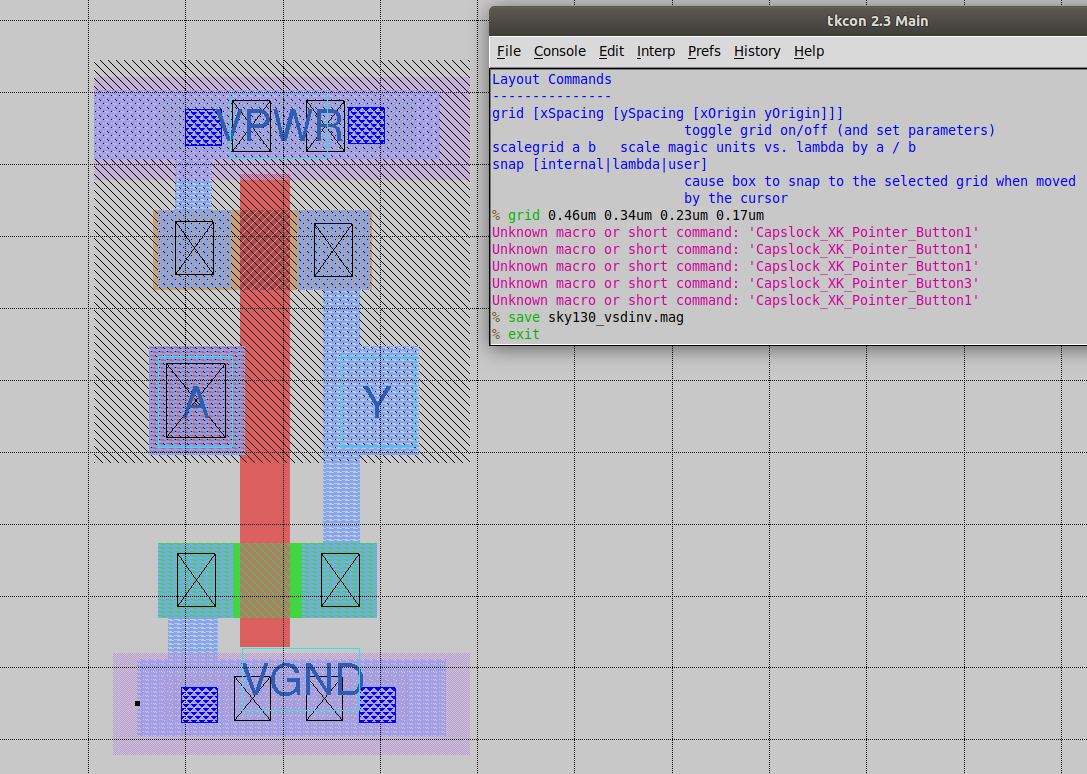 tkcon 2.3 Main
File Console Edit Interp Prefs History Help
Layout Commands
---------------
grid [xSpacing [ySpacing [xOrigin yOrigin]]]
toggle grid on/off (and set parameters)
scalegrid a b scale magic units vs. lambda by a / b
snap [internal|lambda|user]
cause box to snap to the selected grid when moved
by the cursor
% grid 0.46um 0.34um 0.23um 0.17um
Unknown macro or short command: 'Capslock_XK_Pointer_Button1'
Unknown macro or short command: 'Capslock_XK_Pointer_Button1'
Unknown macro or short command: 'Capslock_XK_Pointer_Button1'
Unknown macro or short command: 'Capslock_XK_Pointer_Button3'
Unknown macro or short command: 'Capslock_XK_Pointer_Button1'
% save sky130_vsdinv.mag
% exit
VPWR
A
Y
VGND